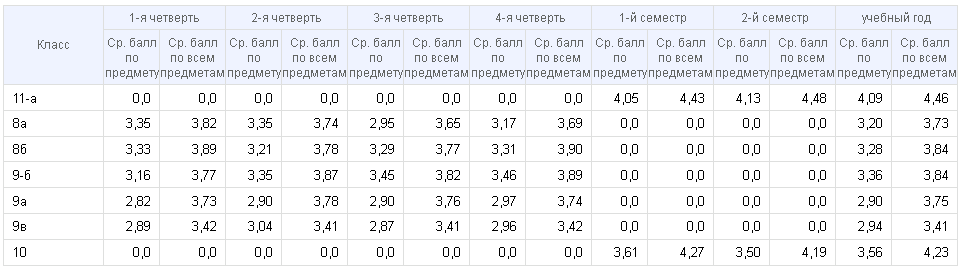 Класс 1-я четверть 2-я четверть 3-я четверть 4-я четверть 1-й семестр 2-й семестр учебный год
Ср. балл Ср. балл Ср. балл Ср. балл Ср. балл Ср. балл Ср. балл Ср. балл Ср. балл Ср. балл Ср. балл Ср. балл Ср. балл Ср. балл
по по всем по по всем по по всем по по всем по по всем по по всем по по всем
предмету предметам предмету предметам предмету предметам предмету предметам предмету предметам предмету предметам предмету предметам
11-а 0,0 0,0 0,0 0,0 0,0 0,0 0,0 0,0 4,05 4,43 4,13 4,48 4,09 4,46
8а 3,35 3,82 3,35 3,74 2,95 3,65 3,17 3,69 0,0 0,0 0,0 0,0 3,20 3,73
8б 3,33 3,89 3,21 3,78 3,29 3,77 3,31 3,90 0,0 0,0 0,0 0,0 3,28 3,84
9-б 3,16 3,77 3,35 3,87 3,45 3,82 3,46 3,89 0,0 0,0 0,0 0,0 3,36 3,84
9а 2,82 3,73 2,90 3,78 2,90 3,76 2,97 3,74 0,0 0,0 0,0 0,0 2,90 3,75
9в 2,89 3,42 3,04 3,41 2,87 3,41 2,96 3,42 0,0 0,0 0,0 0,0 2,94 3,41
10 0,0 0,0 0,0 0,0 0,0 0,0 0,0 0,0 3,61 4,27 3,50 4,19 3,56 4,23